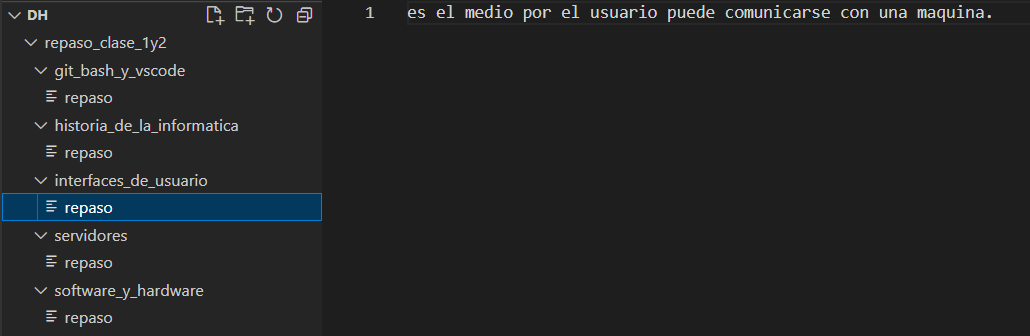 DH
repaso_clase_1y2
git_bash_y_vscode
repaso
historia_de_la_informatica
repaso
interfaces_de_usuario
repaso
servidores
repaso
software_y_hardware
repaso
1 es el medio por el usuario puede comunicarse con una maquina.